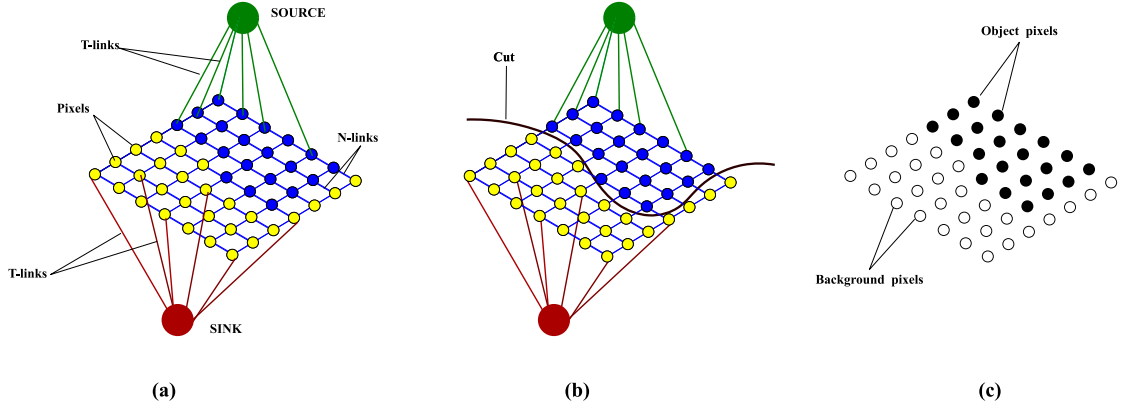 SOURCE
T-links
Pixels
N-links
T-links
SINK
(a)
Cut
(b)
Object pixels
Background pixels
(c)